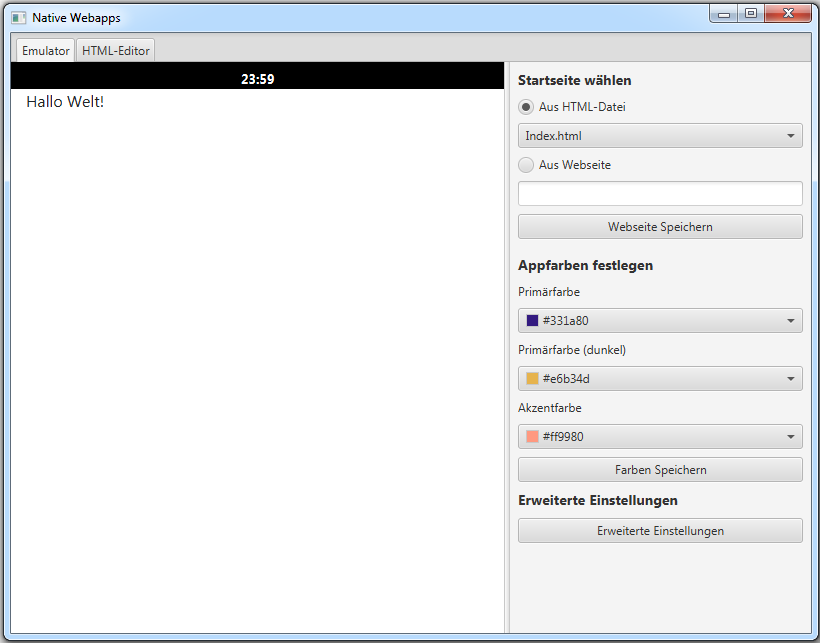 Native Webapps
Emulator HTML-Editor
23:59
Hallo Welt!
Startseite wählen
Aus HTML-Datei
Index.html
Aus Webseite
Webseite Speichern
Appfarben festlegen
Primärfarbe
#331a80
Primärfarbe (dunkel)
#e6b34d
Akzentfarbe
#ff9980
Farben Speichern
Erweiterte Einstellungen
Erweiterte Einstellungen